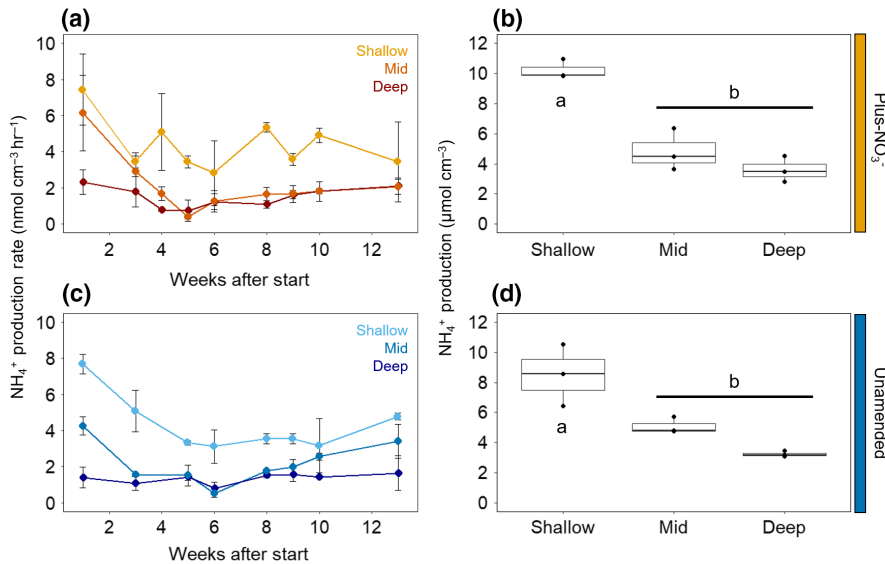 (a)
(b)
10
8
6
4
2
0
Shallow
Mid
Deep
2
4
6
8
10
12
Weeks after start
12
10
8
6
4
2
0
a
b
Shallow
Mid
Deep
Plus-NO₃⁻
NH₄⁺ production rate (nmol cm⁻³ hr⁻¹)
NH₄⁺ production (µmol cm⁻³)
(c)
(d)
10
8
6
4
2
0
Shallow
Mid
Deep
2
4
6
8
10
12
Weeks after start
12
10
8
6
4
2
0
a
b
Shallow
Mid
Deep
Unamended